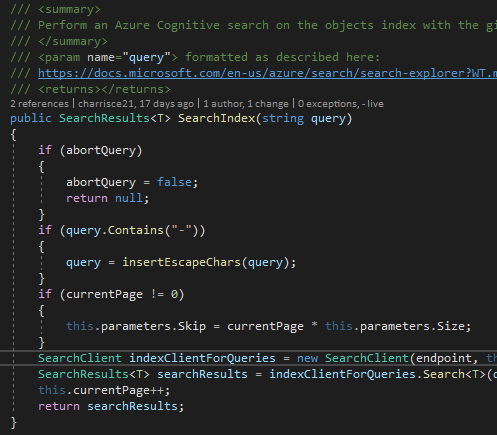 /// <summary>
/// Perform an Azure Cognitive search on the objects index with the
/// </summary>
/// <param name="query"> formatted as described here:
/// https://docs.microsoft.com/en-us/azure/search/search-explorer?WT.
/// <returns></returns>
2 references | charrisce21, 17 days ago | 1 author, 1 change | 0 exceptions, - live
public SearchResults<T> SearchIndex(string query)
{
if (abortQuery)
{
abortQuery = false;
return null;
}
if (query.Contains("-"))
{
query = insertEscapeChars(query);
}
if (currentPage != 0)
{
this.parameters.Skip = currentPage * this.parameters.Size;
}
SearchClient indexClientForQueries = new SearchClient(endpoint,
SearchResults<T> searchResults = indexClientForQueries.Search<T>(
this.currentPage++;
return searchResults;
}